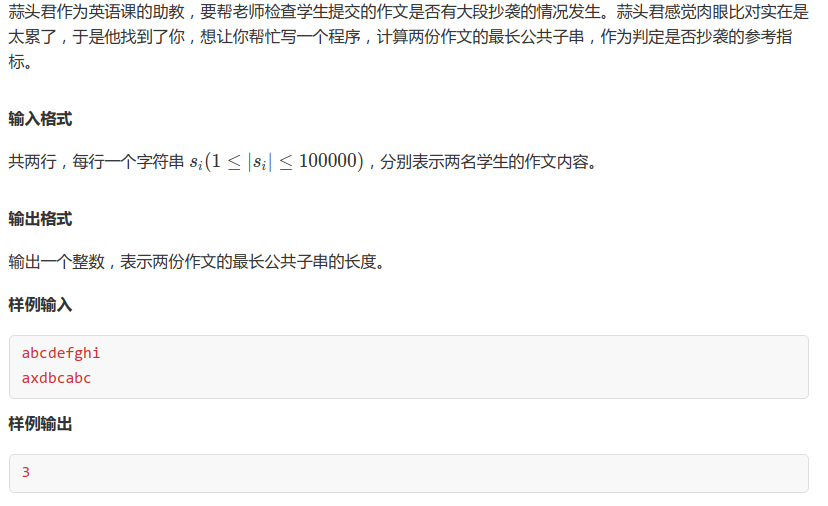 蒜头君作为英语课的助教，要帮老师检查学生提交的作文是否有大段抄袭的情况发生。蒜头君感觉肉眼比对实在是
太累了，于是他找到了你，想让你帮忙写一个程序，计算两份作文的最长公共子串，作为判定是否抄袭的参考指
标。
输入格式
共两行，每行一个字符串 sᵢ(1 ≤ |sᵢ| ≤ 100000)，分别表示两名学生的作文内容。
输出格式
输出一个整数，表示两份作文的最长公共子串的长度。
样例输入
abcdefghi
axdbcabc
样例输出
3